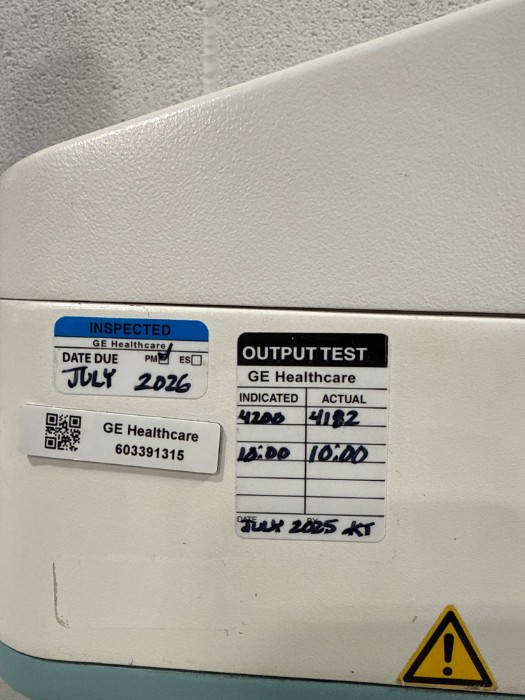 INSPECTED
GE Healthcare
DATE DUE PM ES
JULY 2026
GE Healthcare
603391315
OUTPUT TEST
GE Healthcare
INDICATED ACTUAL
4200 4182
10:00 10:00
DATE BY
JULY 2025 KT